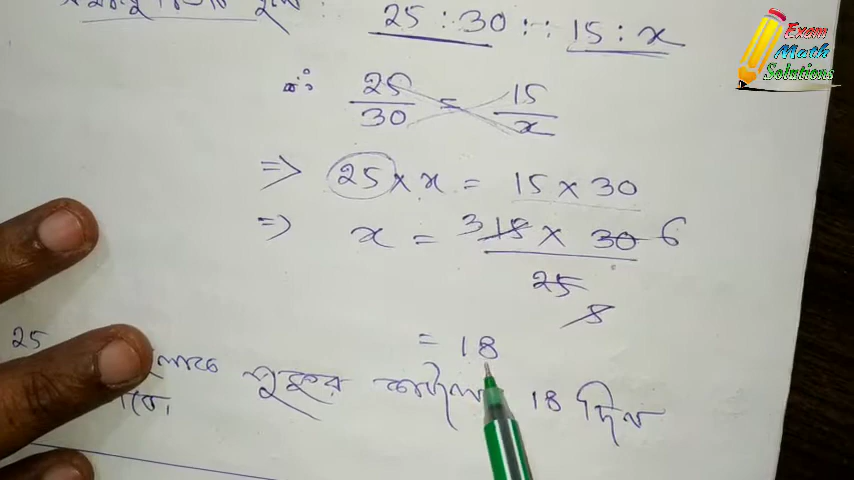 25 : 30 :: 15 : x
Exam
Math
Solutions
∴ 25/30 = 15/x
⇒ 25 × x = 15 × 30
⇒ x = 3 15 × 30 6
25 5
= 18
25
পুকুর কাটতে 18 দিন